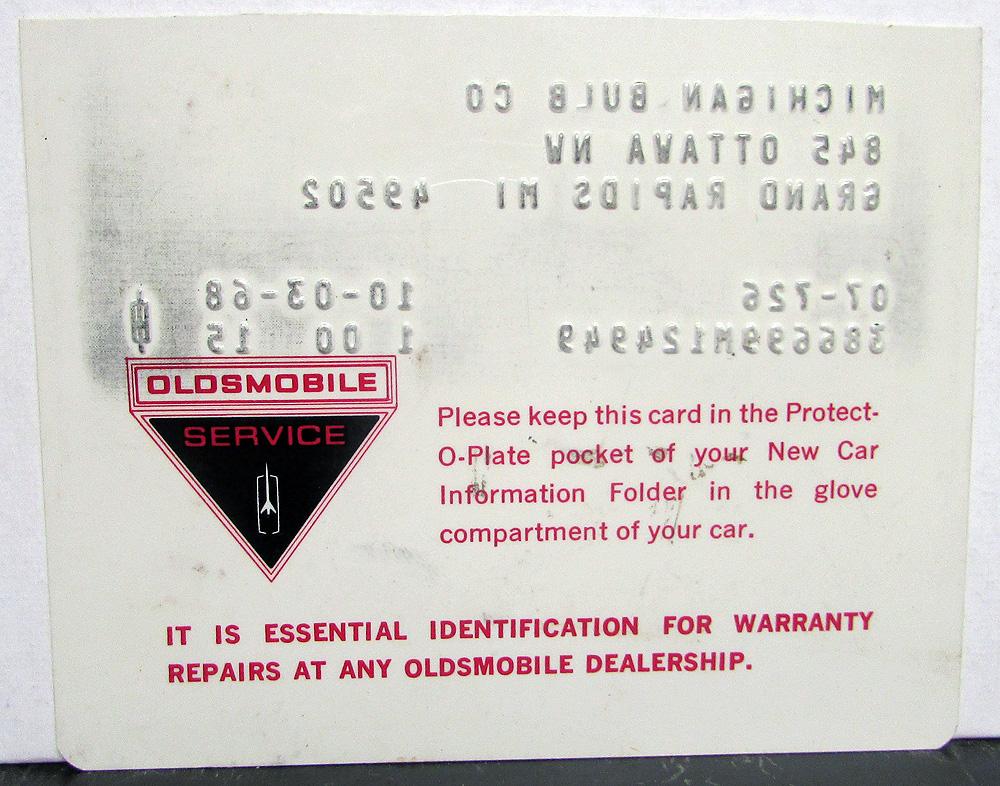 MICHIGAN BULB CO
845 OTTAWA NW
GRAND RAPIDS MI 49502
07-726 10-03-68
386699M124949 1 00 15
OLDSMOBILE
SERVICE
Please keep this card in the Protect-
O-Plate pocket of your New Car
Information Folder in the glove
compartment of your car.
IT IS ESSENTIAL IDENTIFICATION FOR WARRANTY
REPAIRS AT ANY OLDSMOBILE DEALERSHIP.